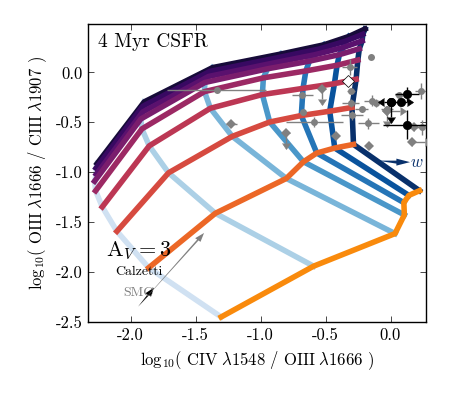 4 Myr CSFR
0.0
-0.5
-1.0
-1.5
-2.0
-2.5
log₁₀( OIII λ1666 / CIII λ1907 )
w
A_V = 3
Calzetti
SMC
-2.0 -1.5 -1.0 -0.5 0.0
log₁₀( CIV λ1548 / OIII λ1666 )